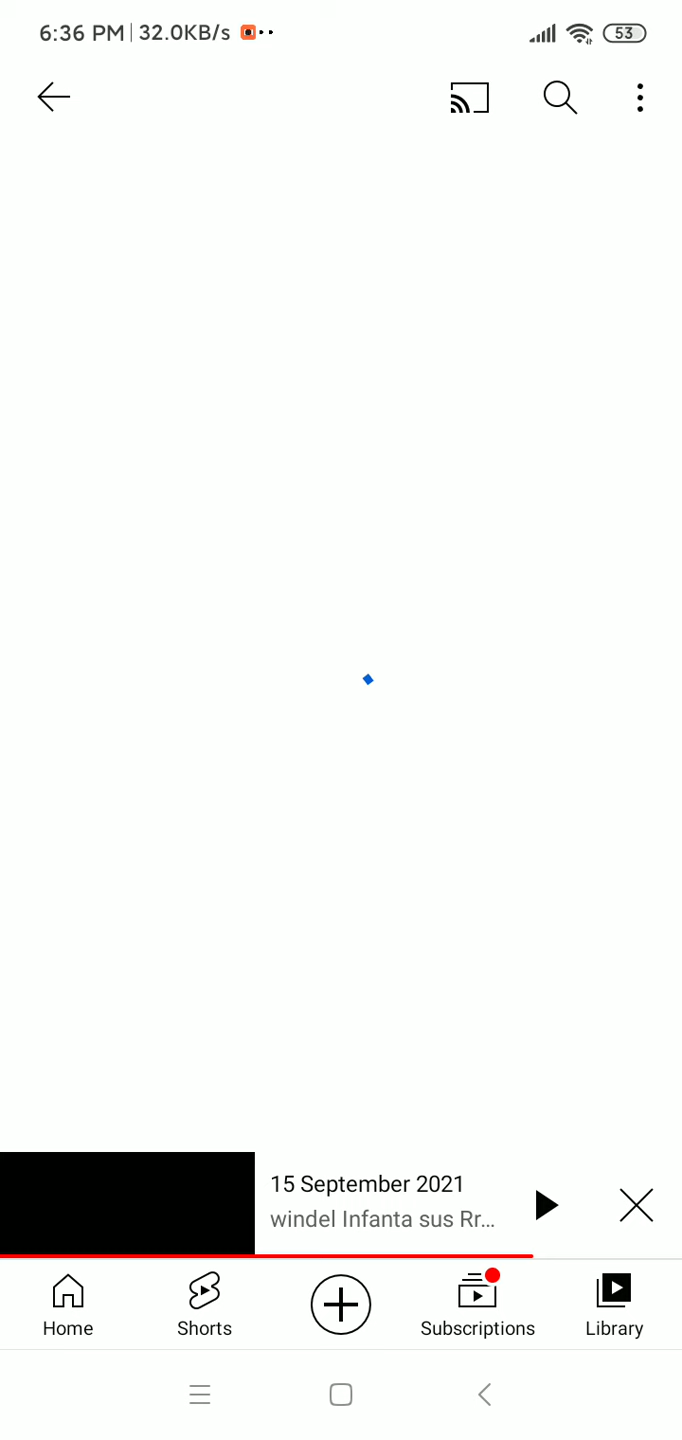 6:36 PM 32.0KB/s 53
15 September 2021
windel Infanta sus Rr...
Home Shorts Subscriptions Library